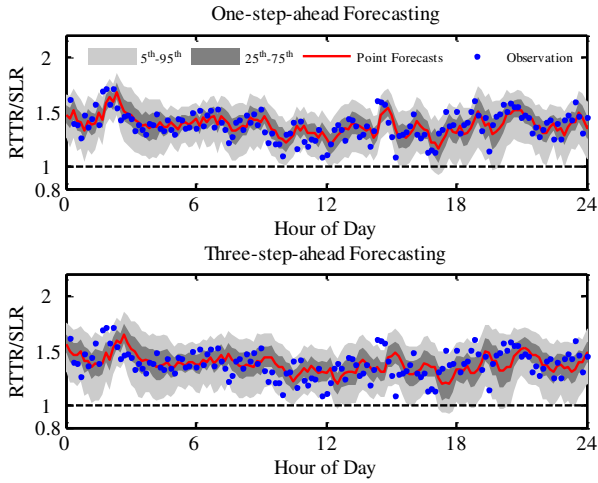 One-step-ahead Forecasting
5th-95th 25th-75th Point Forecasts Observation
RTTR/SLR
2
1.5
1
0.8
0 6 12 18 24
Hour of Day
Three-step-ahead Forecasting
RTTR/SLR
2
1.5
1
0.8
0 6 12 18 24
Hour of Day